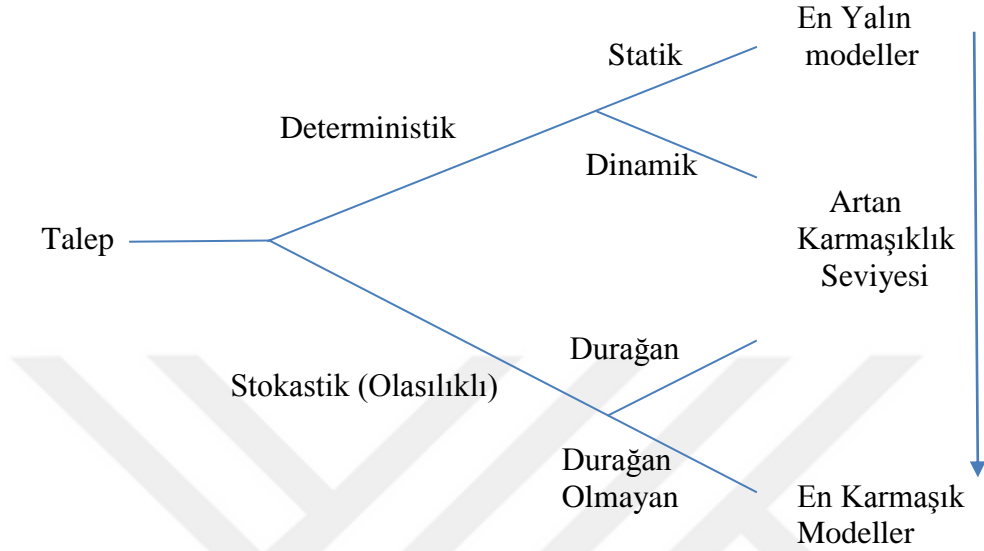 En Yalın
modeller
Statik
Deterministik
Dinamik
Artan
Karmaşıklık
Seviyesi
Talep
Durağan
Stokastik (Olasılıklı)
Durağan
Olmayan
En Karmaşık
Modeller